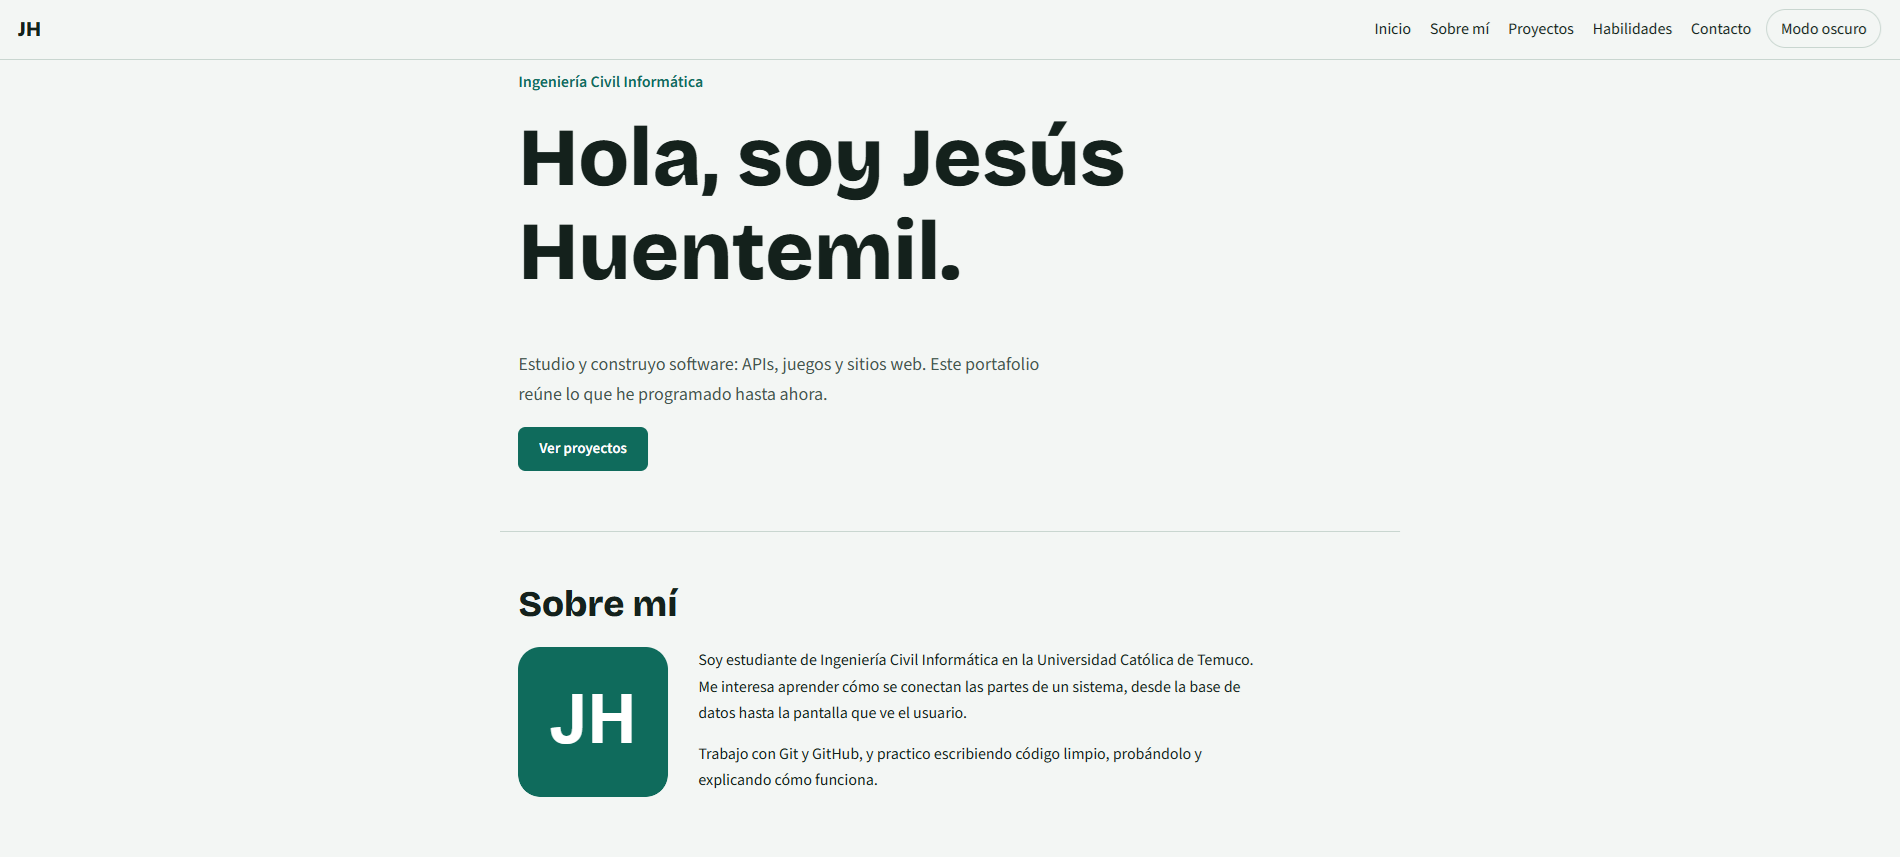 JH
Inicio Sobre mí Proyectos Habilidades Contacto Modo oscuro
Ingeniería Civil Informática
Hola, soy Jesús
Huentemil.
Estudio y construyo software: APIs, juegos y sitios web. Este portafolio
reúne lo que he programado hasta ahora.
Ver proyectos
Sobre mí
JH
Soy estudiante de Ingeniería Civil Informática en la Universidad Católica de Temuco.
Me interesa aprender cómo se conectan las partes de un sistema, desde la base de
datos hasta la pantalla que ve el usuario.
Trabajo con Git y GitHub, y practico escribiendo código limpio, probándolo y
explicando cómo funciona.